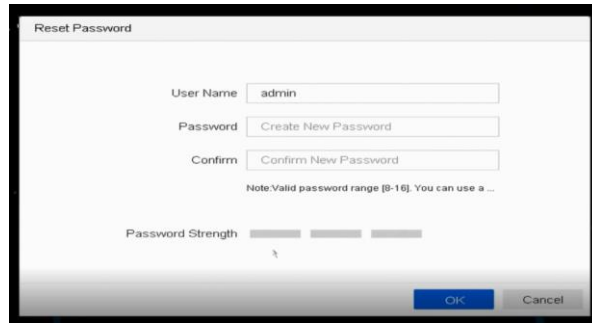 Reset Password
User Name admin
Password Create New Password
Confirm Confirm New Password
Note:Valid password range [8-16]. You can use a ...
Password Strength
OK Cancel